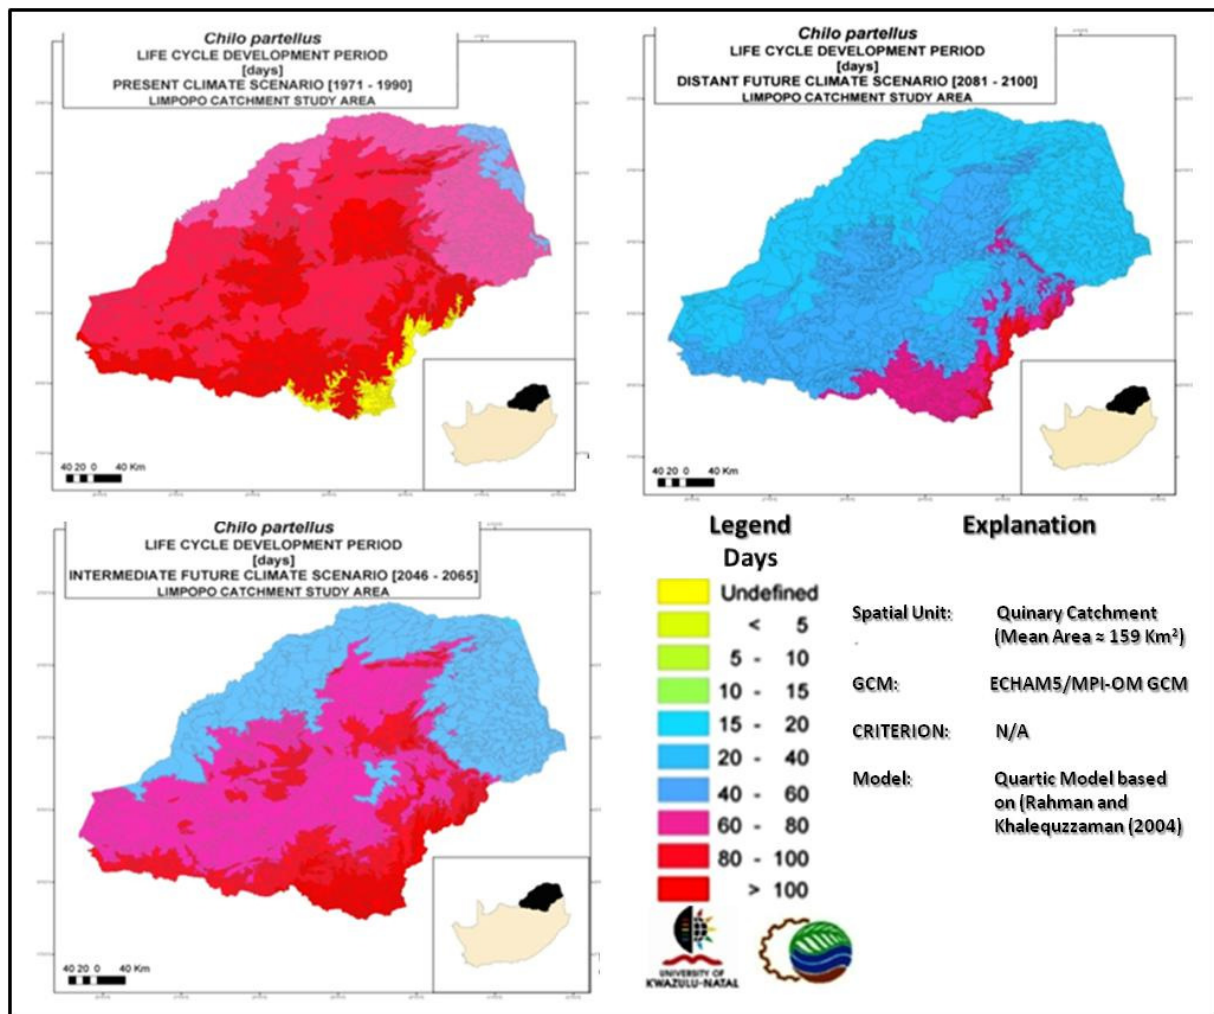 Chilo partellus
LIFE CYCLE DEVELOPMENT PERIOD
[days]
PRESENT CLIMATE SCENARIO [1971 - 1990]
LIMPOPO CATCHMENT STUDY AREA
40 20 0 40 Km
Chilo partellus
LIFE CYCLE DEVELOPMENT PERIOD
[days]
DISTANT FUTURE CLIMATE SCENARIO [2081 - 2100]
LIMPOPO CATCHMENT STUDY AREA
40 20 0 40 Km
Chilo partellus
LIFE CYCLE DEVELOPMENT PERIOD
[days]
INTERMEDIATE FUTURE CLIMATE SCENARIO [2046 - 2065]
LIMPOPO CATCHMENT STUDY AREA
40 20 0 40 Km
Legend
Days
Undefined
< 5
5 - 10
10 - 15
15 - 20
20 - 40
40 - 60
60 - 80
80 - 100
> 100
UNIVERSITY OF
KWAZULU-NATAL
Explanation
Spatial Unit: Quinary Catchment
(Mean Area ≈ 159 Km²)
GCM: ECHAM5/MPI-OM GCM
CRITERION: N/A
Model: Quartic Model based
on (Rahman and
Khalequzzaman (2004)